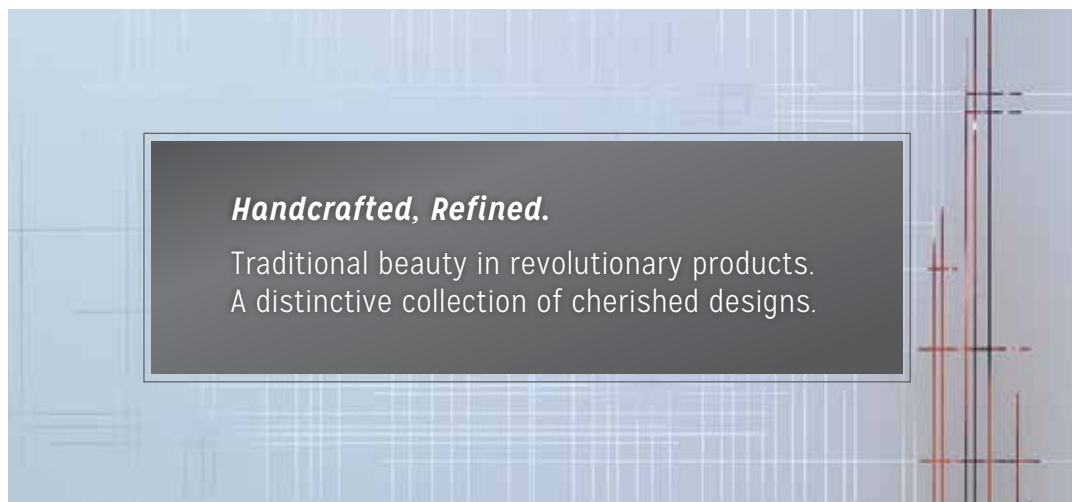 Handcrafted, Refined.
Traditional beauty in revolutionary products.
A distinctive collection of cherished designs.